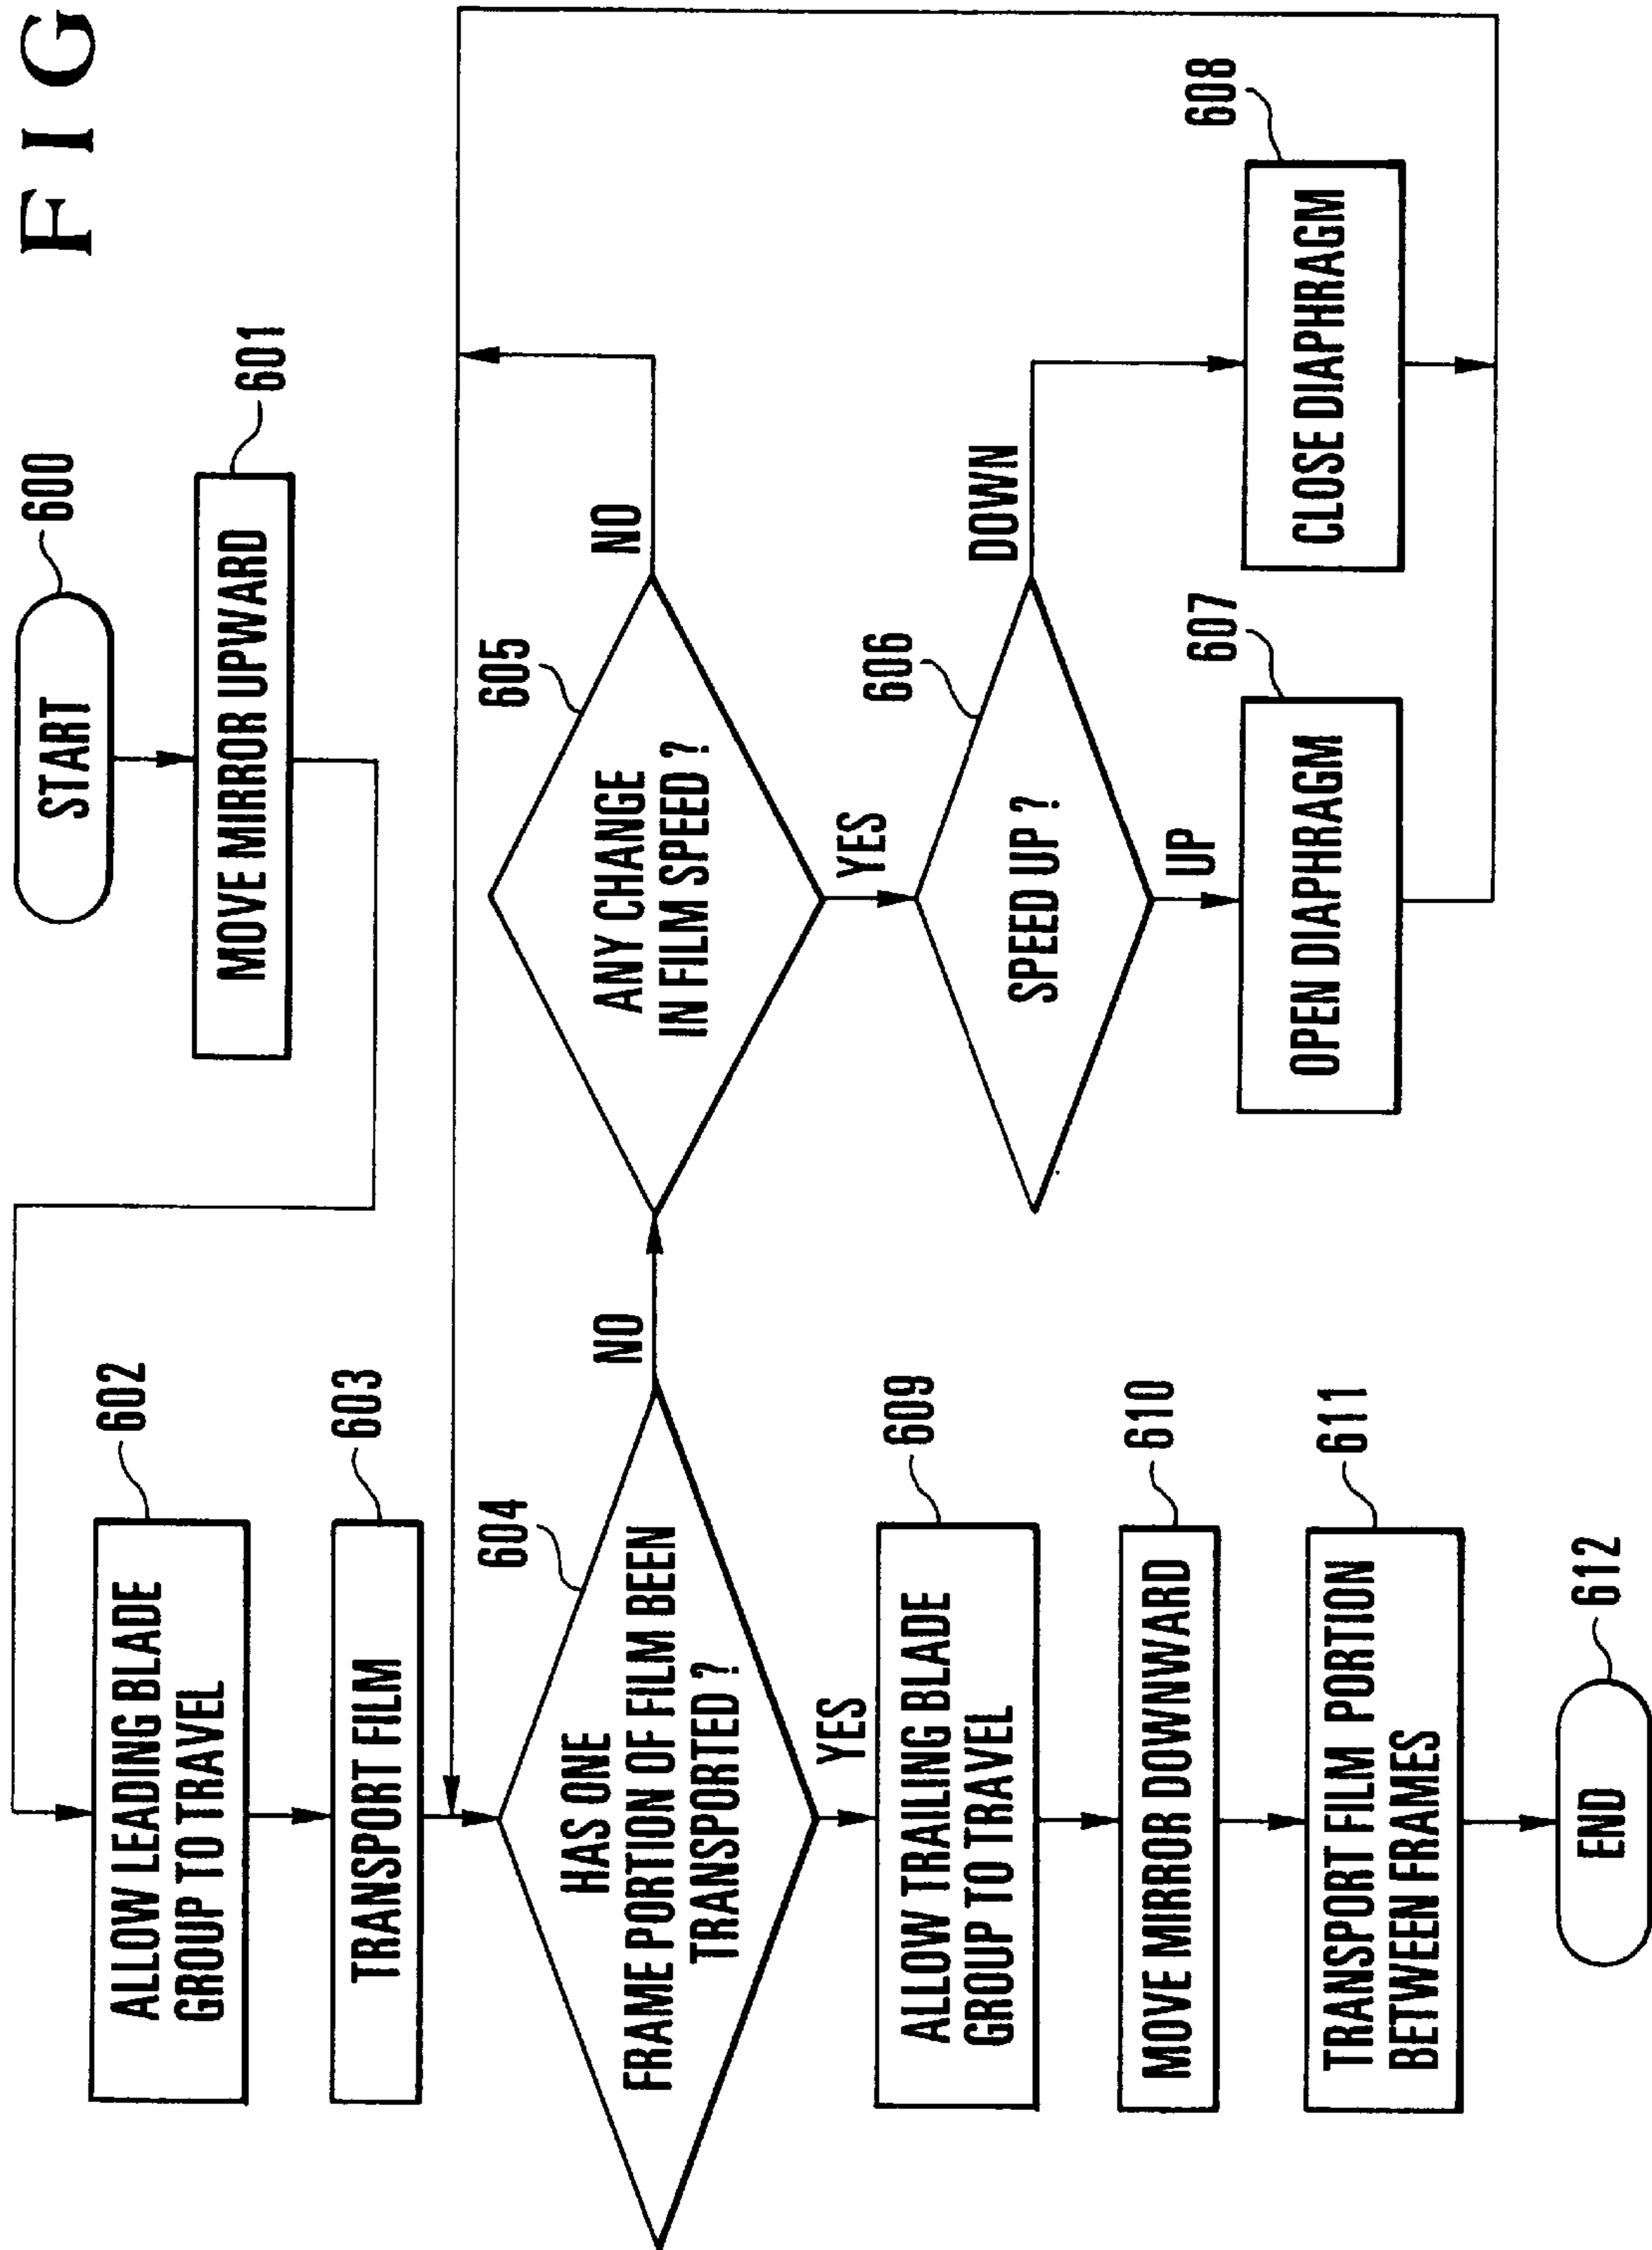 FIG
START
600
MOVE MIRROR UPWARD
601
ALLOW LEADING BLADE
GROUP TO TRAVEL
602
TRANSPORT FILM
603
HAS ONE
FRAME PORTION OF FILM BEEN
TRANSPORTED ?
604
NO
YES
ANY CHANGE
IN FILM SPEED ?
605
NO
YES
SPEED UP ?
606
DOWN
UP
OPEN DIAPHRAGM
607
CLOSE DIAPHRAGM
608
ALLOW TRAILING BLADE
GROUP TO TRAVEL
609
MOVE MIRROR DOWNWARD
610
TRANSPORT FILM PORTION
BETWEEN FRAMES
611
END
612